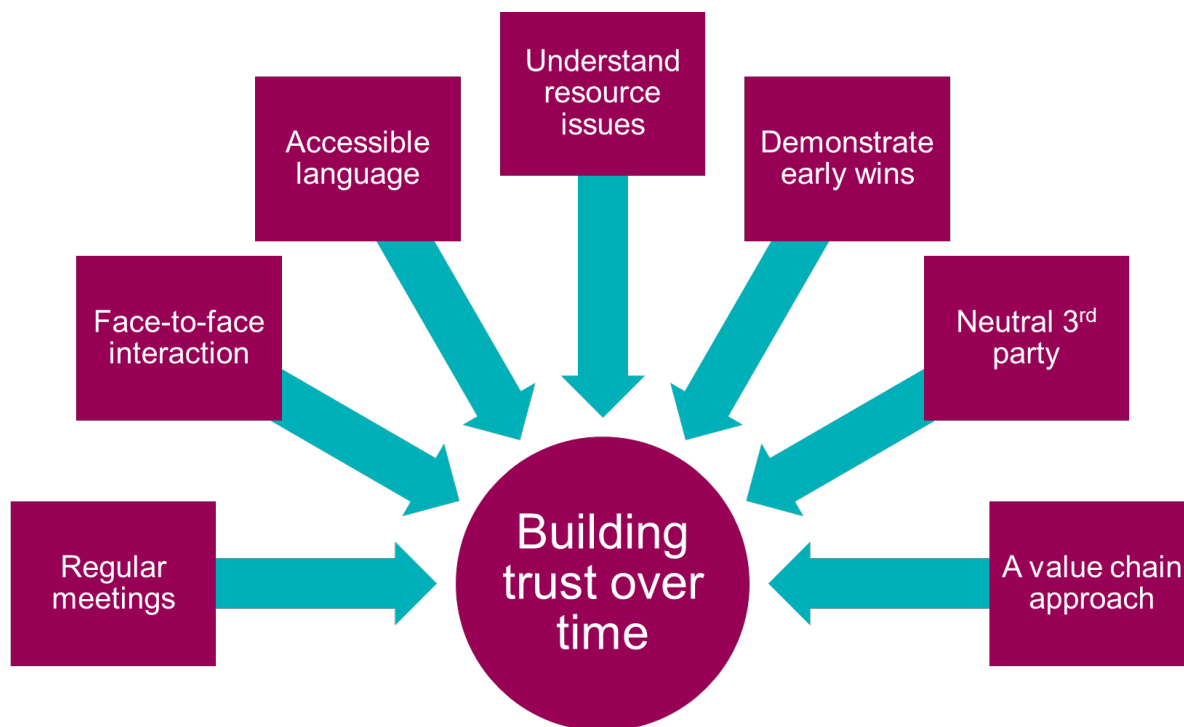 Understand
resource
issues
Accessible
language
Demonstrate
early wins
Face-to-face
interaction
Neutral 3rd
party
Regular
meetings
Building
trust over
time
A value chain
approach